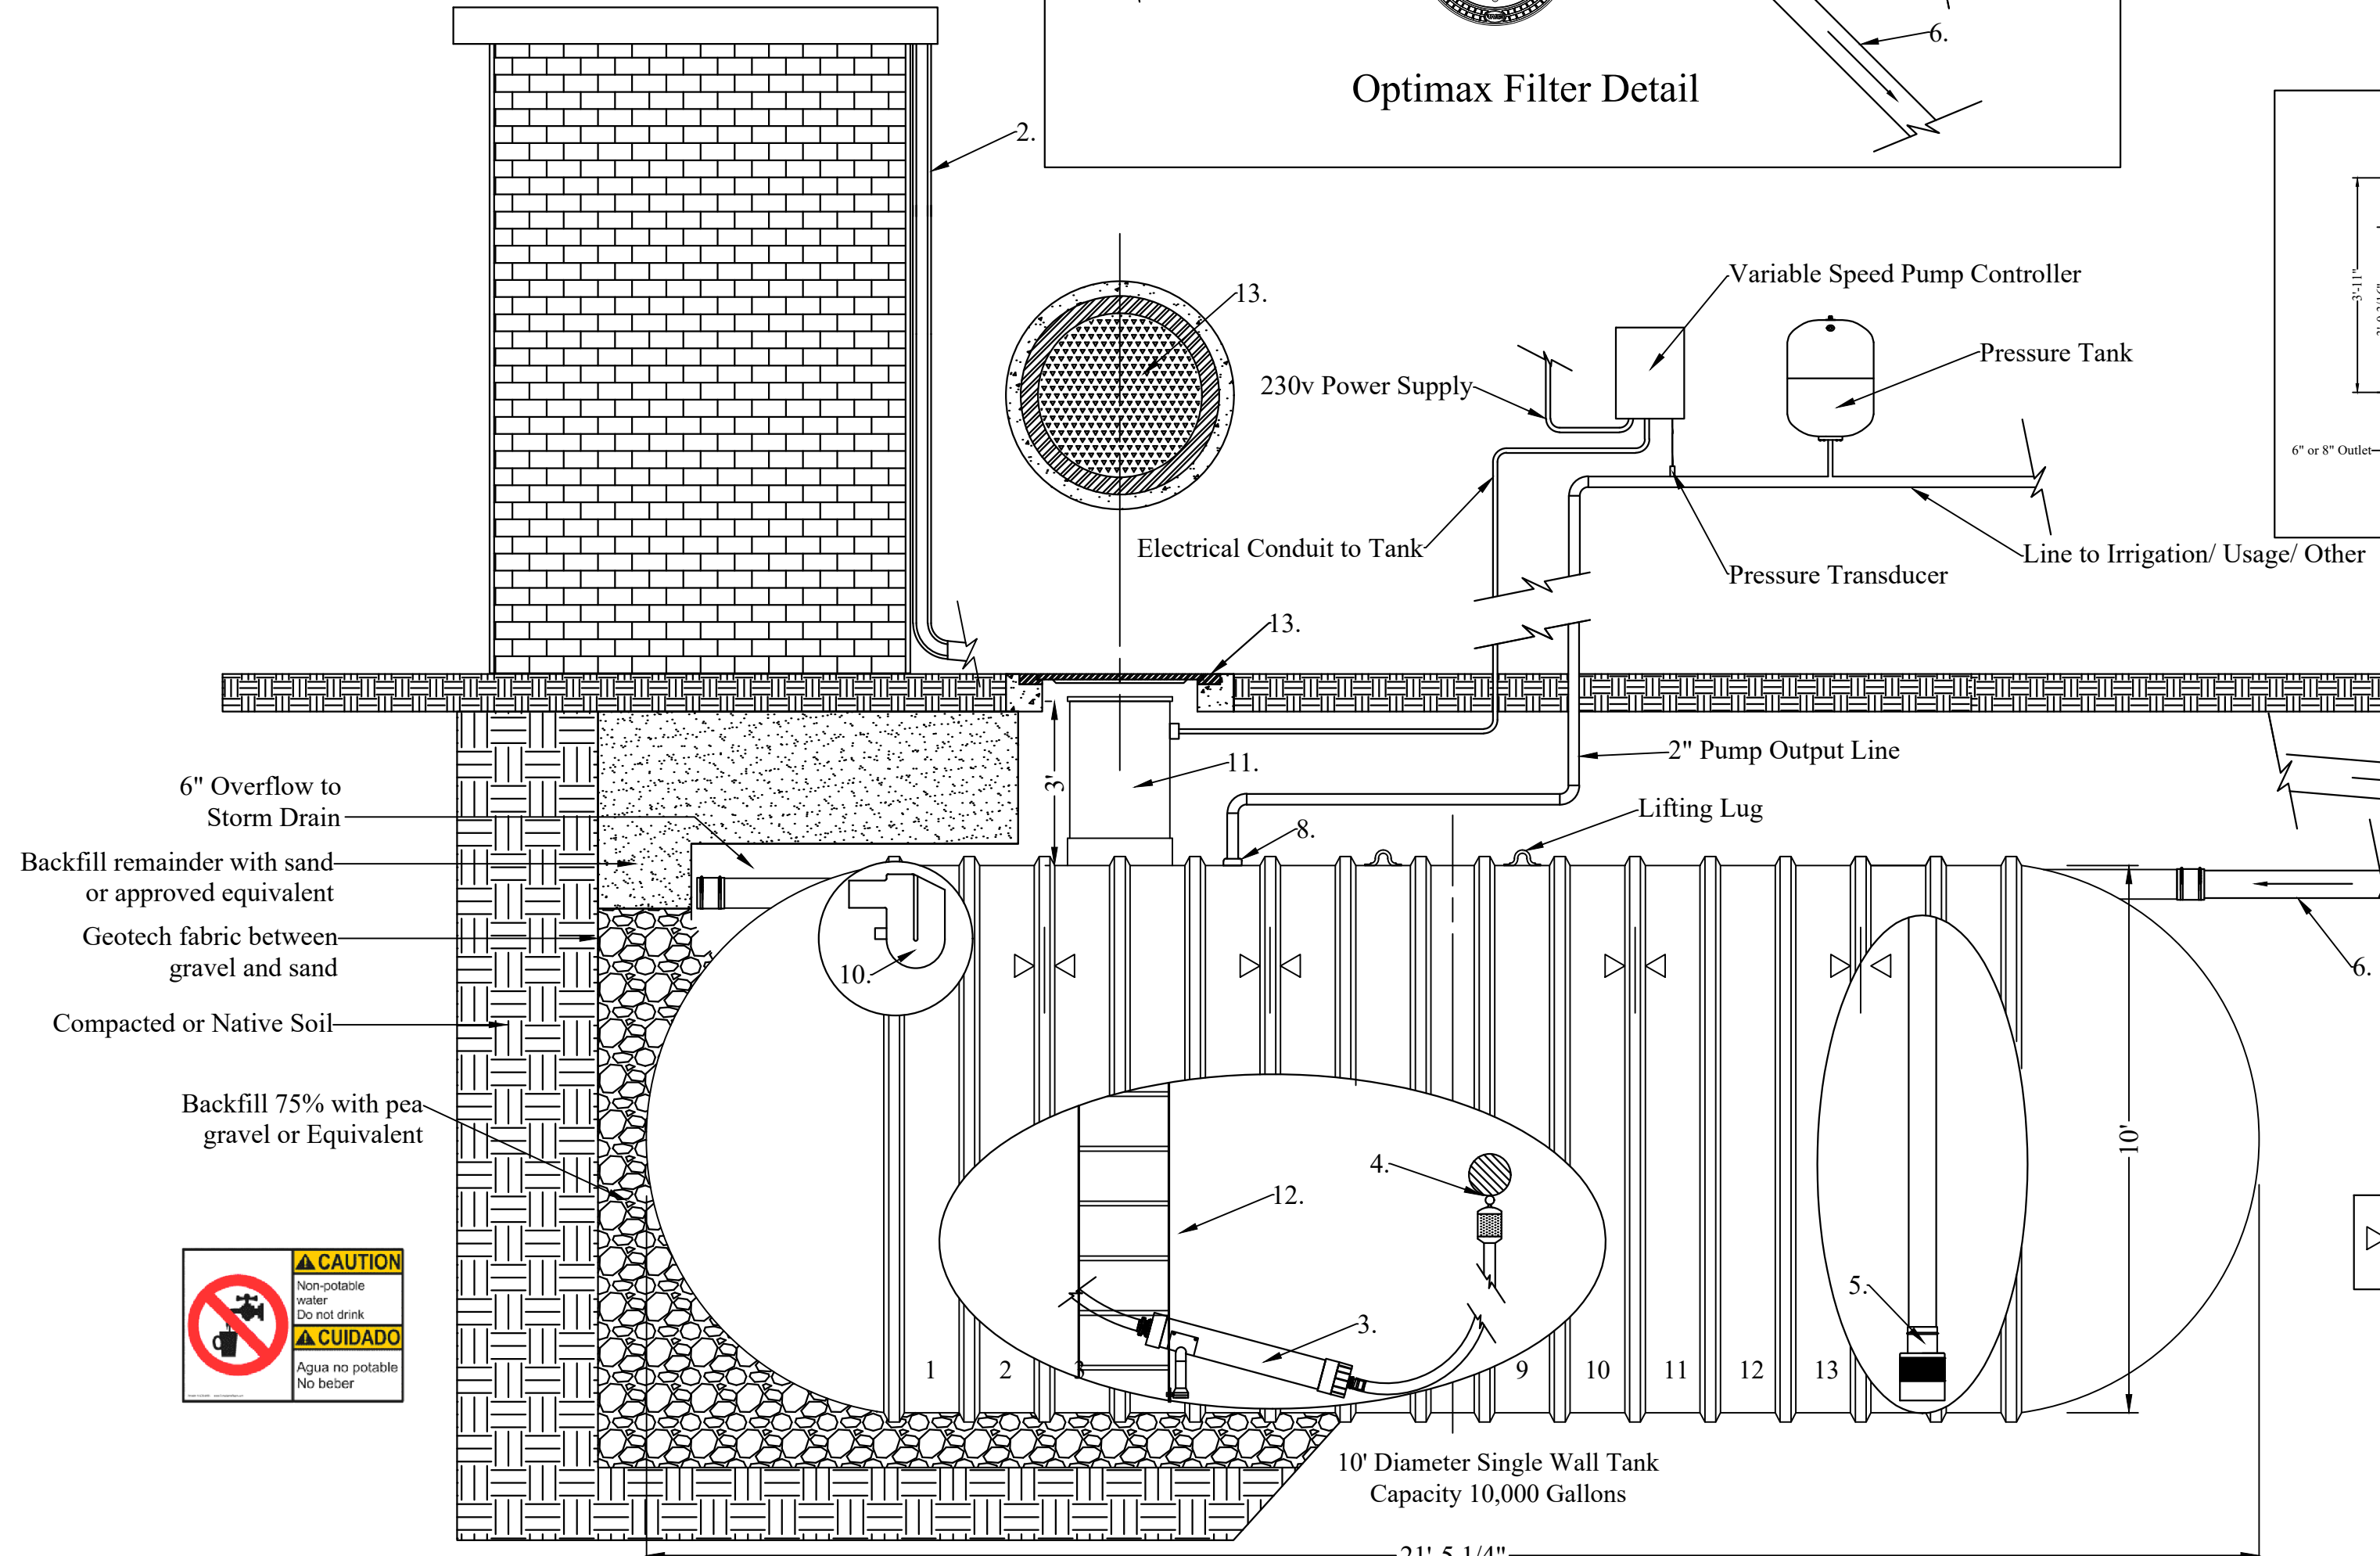 6.
Optimax Filter Detail
2.
13.
Variable Speed Pump Controller
3'-11"
Pressure Tank
230v Power Supply
6" or 8" Outlet
Electrical Conduit to Tank
Line to Irrigation/ Usage/ Other
Pressure Transducer
13.
2" Pump Output Line
11.
3'
6" Overflow to
Storm Drain
Lifting Lug
8.
Backfill remainder with sand
or approved equivalent
Geotech fabric between
gravel and sand
10.
6.
Compacted or Native Soil
Backfill 75% with pea
gravel or Equivalent
10'
4.
12.
CAUTION
Non-potable
water
Do not drink
CUIDADO
Agua no potable
No beber
5.
3.
1 2 3 9 10 11 12 13
10' Diameter Single Wall Tank
Capacity 10,000 Gallons
21'-5 1/4"